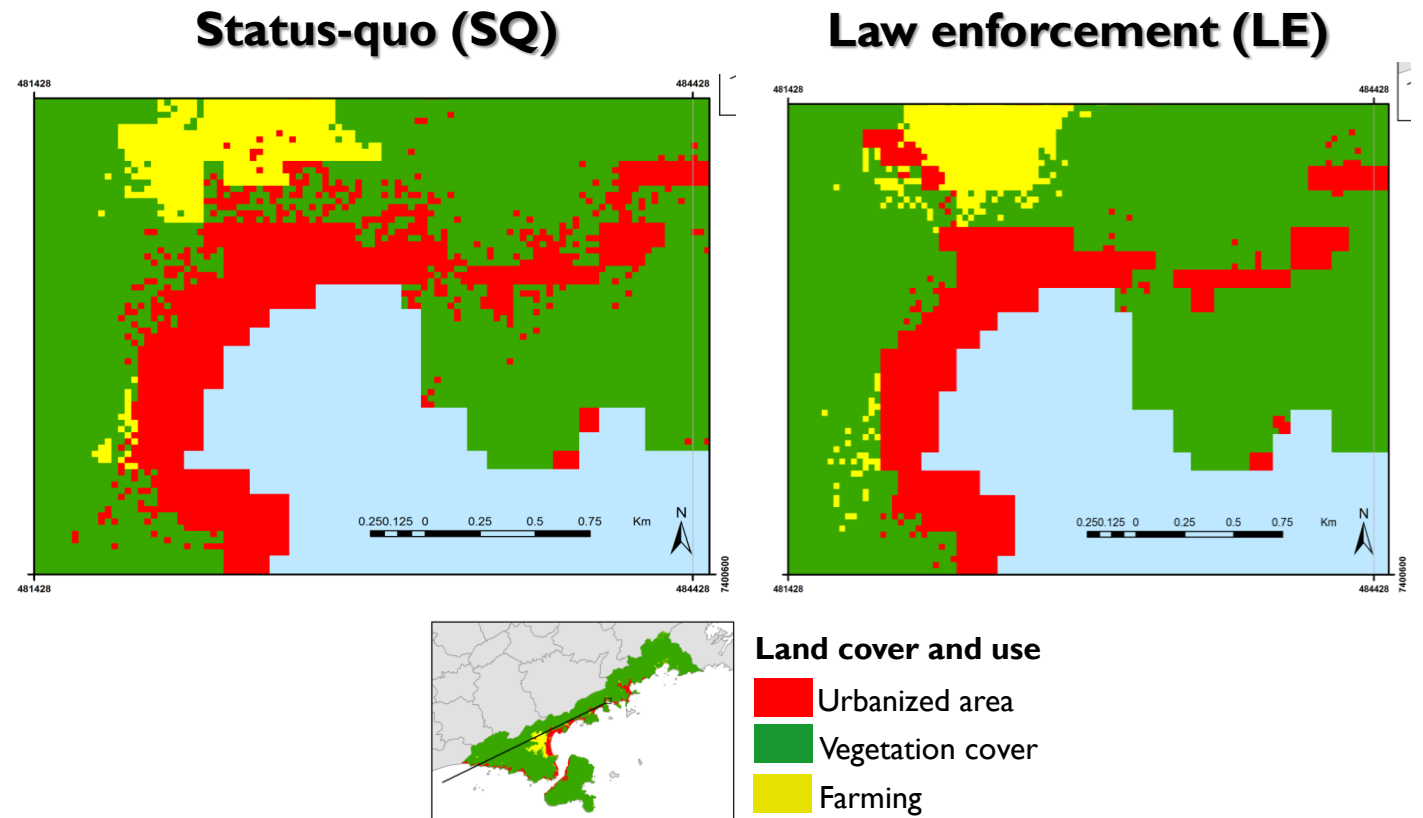 Status-quo (SQ)
Law enforcement (LE)
481428
484428
481428
484428
0.250.125 0 0.25 0.5 0.75 Km
N
0.250.125 0 0.25 0.5 0.75 Km
N
7400600
7400600
481428
484428
481428
484428
Land cover and use
Urbanized area
Vegetation cover
Farming